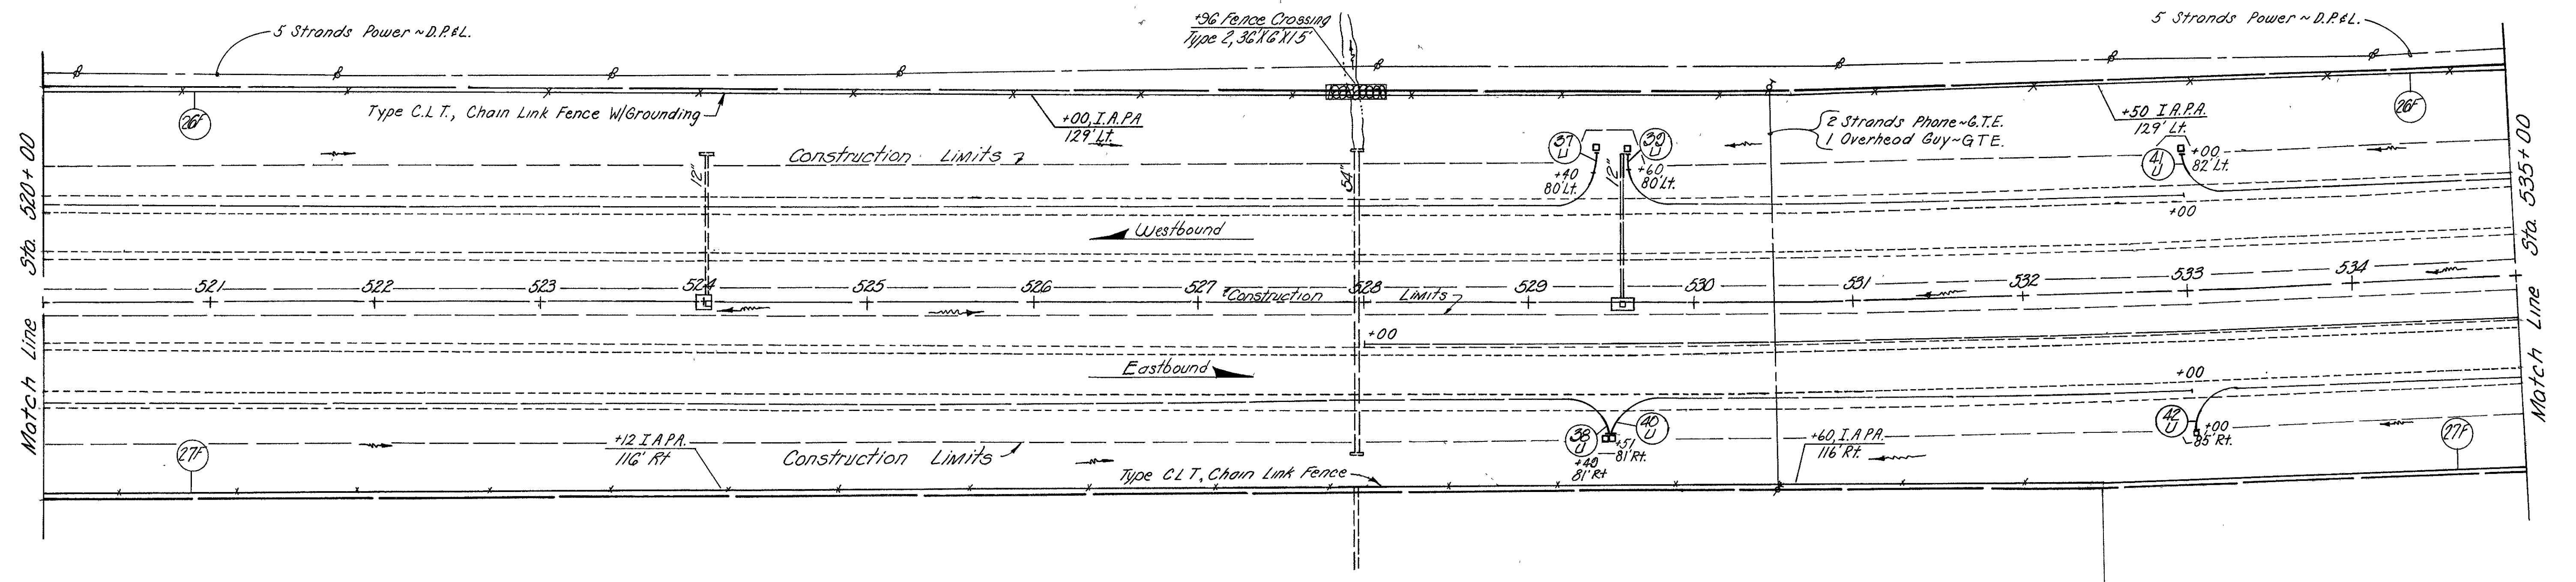 5 Strands Power ~ D.P.&L.
+96 Fence Crossing
Type 2, 36'X6'X1.5'
5 Strands Power ~ D.P.&L.
26F
Type C.L.T., Chain Link Fence W/Grounding
+00, I.A.P.A
129' Lt.
2 Strands Phone ~ G.T.E.
1 Overhead Guy ~ G.T.E.
+50 I.A.P.A.
129' Lt.
26F
Match Line Sta. 520+00
Construction Limits
12"
54"
37
U
+40
80' Lt.
12"
39
U
+60
80' Lt.
41
U
+00
82' Lt.
+00
Match Line Sta. 535+00
Westbound
521 522 523 524 525 526 527 528 529 530 531 532 533 534
Construction Limits
+00
Eastbound
+00
27F
+12 I.A.P.A.
116' Rt
Construction Limits
Type C.L.T., Chain Link Fence
38
U
+49
81' Rt
+51
81' Rt.
40
U
+60, I.A.P.A.
116' Rt.
42
U
+00
85' Rt.
27F